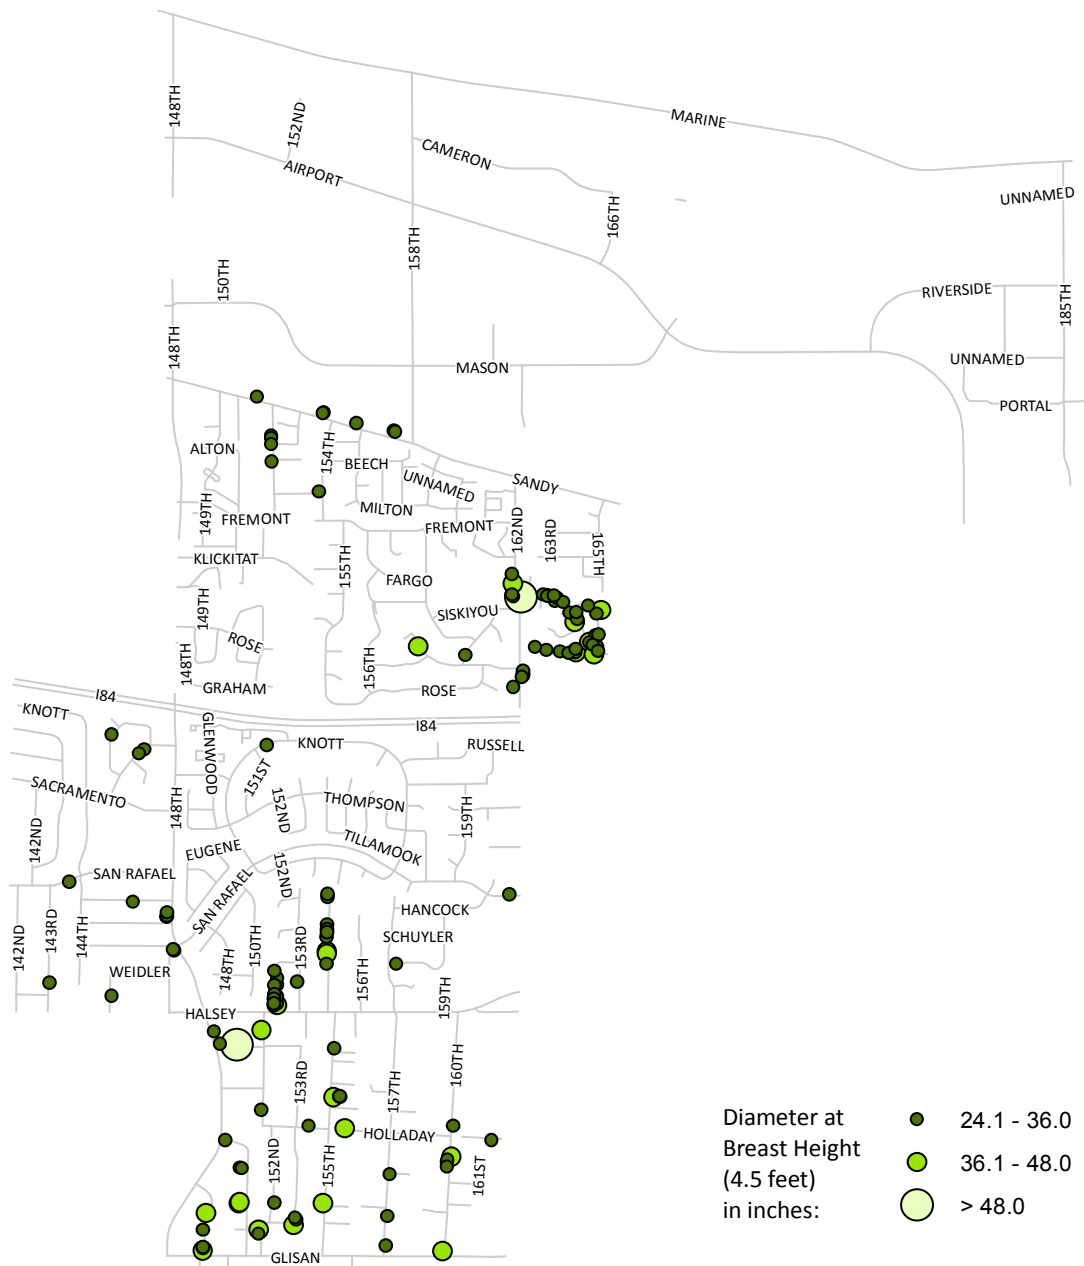 148TH
152ND
MARINE
CAMERON
AIRPORT
UNNAMED
166TH
158TH
150TH
RIVERSIDE
185TH
148TH
UNNAMED
MASON
PORTAL
ALTON
154TH
BEECH
UNNAMED
SANDY
149TH
MILTON
FREMONT
FREMONT
162ND
163RD
165TH
KLICKITAT
155TH
FARGO
149TH
SISKIYOU
ROSE
148TH
156TH
GRAHAM
ROSE
I84
KNOTT
I84
GLENWOOD
KNOTT
RUSSELL
151ST
SACRAMENTO
148TH
152ND
THOMPSON
159TH
142ND
TILLAMOOK
EUGENE
SAN RAFAEL
152ND
SAN RAFAEL
HANCOCK
142ND
143RD
144TH
150TH
153RD
SCHUYLER
148TH
156TH
WEIDLER
159TH
HALSEY
153RD
157TH
160TH
HOLLADAY
152ND
155TH
161ST
GLISAN
Diameter at
Breast Height
(4.5 feet)
in inches:
24.1 - 36.0
36.1 - 48.0
> 48.0